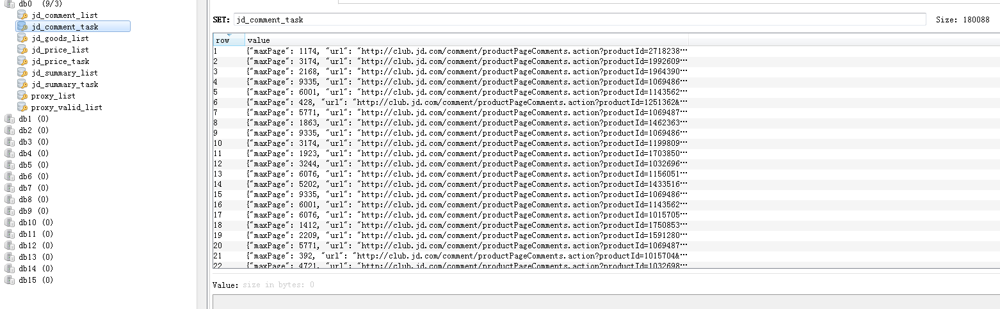 db0 (9/3)
jd_comment_list
jd_comment_task
jd_goods_list
jd_price_list
jd_price_task
jd_summary_list
jd_summary_task
proxy_list
proxy_valid_list
db1 (0)
db2 (0)
db3 (0)
db4 (0)
db5 (0)
db6 (0)
db7 (0)
db8 (0)
db9 (0)
db10 (0)
db11 (0)
db12 (0)
db13 (0)
db14 (0)
db15 (0)
SET: jd_comment_task Size: 180088
row value
1 {"maxPage": 1174, "url": "http://club.jd.com/comment/productPageComments.action?productId=2718238···
2 {"maxPage": 3174, "url": "http://club.jd.com/comment/productPageComments.action?productId=1992609···
3 {"maxPage": 2168, "url": "http://club.jd.com/comment/productPageComments.action?productId=1964390···
4 {"maxPage": 9335, "url": "http://club.jd.com/comment/productPageComments.action?productId=1069486···
5 {"maxPage": 6001, "url": "http://club.jd.com/comment/productPageComments.action?productId=1143562···
6 {"maxPage": 428, "url": "http://club.jd.com/comment/productPageComments.action?productId=1251362&···
7 {"maxPage": 5771, "url": "http://club.jd.com/comment/productPageComments.action?productId=1069487···
8 {"maxPage": 1863, "url": "http://club.jd.com/comment/productPageComments.action?productId=1462363···
9 {"maxPage": 9335, "url": "http://club.jd.com/comment/productPageComments.action?productId=1069486···
10 {"maxPage": 3174, "url": "http://club.jd.com/comment/productPageComments.action?productId=1199809···
11 {"maxPage": 1923, "url": "http://club.jd.com/comment/productPageComments.action?productId=1703850···
12 {"maxPage": 3244, "url": "http://club.jd.com/comment/productPageComments.action?productId=1032696···
13 {"maxPage": 6076, "url": "http://club.jd.com/comment/productPageComments.action?productId=1156051···
14 {"maxPage": 5202, "url": "http://club.jd.com/comment/productPageComments.action?productId=1433516···
15 {"maxPage": 9335, "url": "http://club.jd.com/comment/productPageComments.action?productId=1069486···
16 {"maxPage": 6001, "url": "http://club.jd.com/comment/productPageComments.action?productId=1143562···
17 {"maxPage": 6076, "url": "http://club.jd.com/comment/productPageComments.action?productId=1015705···
18 {"maxPage": 1412, "url": "http://club.jd.com/comment/productPageComments.action?productId=1750853···
19 {"maxPage": 2209, "url": "http://club.jd.com/comment/productPageComments.action?productId=1591280···
20 {"maxPage": 5771, "url": "http://club.jd.com/comment/productPageComments.action?productId=1069487···
21 {"maxPage": 392, "url": "http://club.jd.com/comment/productPageComments.action?productId=1015704&···
22 {"maxPage": 4721, "url": "http://club.jd.com/comment/productPageComments.action?productId=1032698···
Value: size in bytes: 0